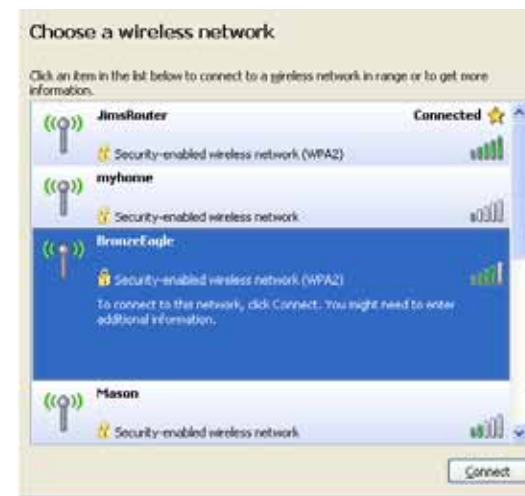 Choose a wireless network
Click an item in the list below to connect to a wireless network in range or to get more
information.
JimsRouter
Connected
Security-enabled wireless network (WPA2)
myhome
Security-enabled wireless network
BronzeEagle
Security-enabled wireless network (WPA2)
To connect to this network, click Connect. You might need to enter
additional information.
Mason
Security-enabled wireless network
Connect